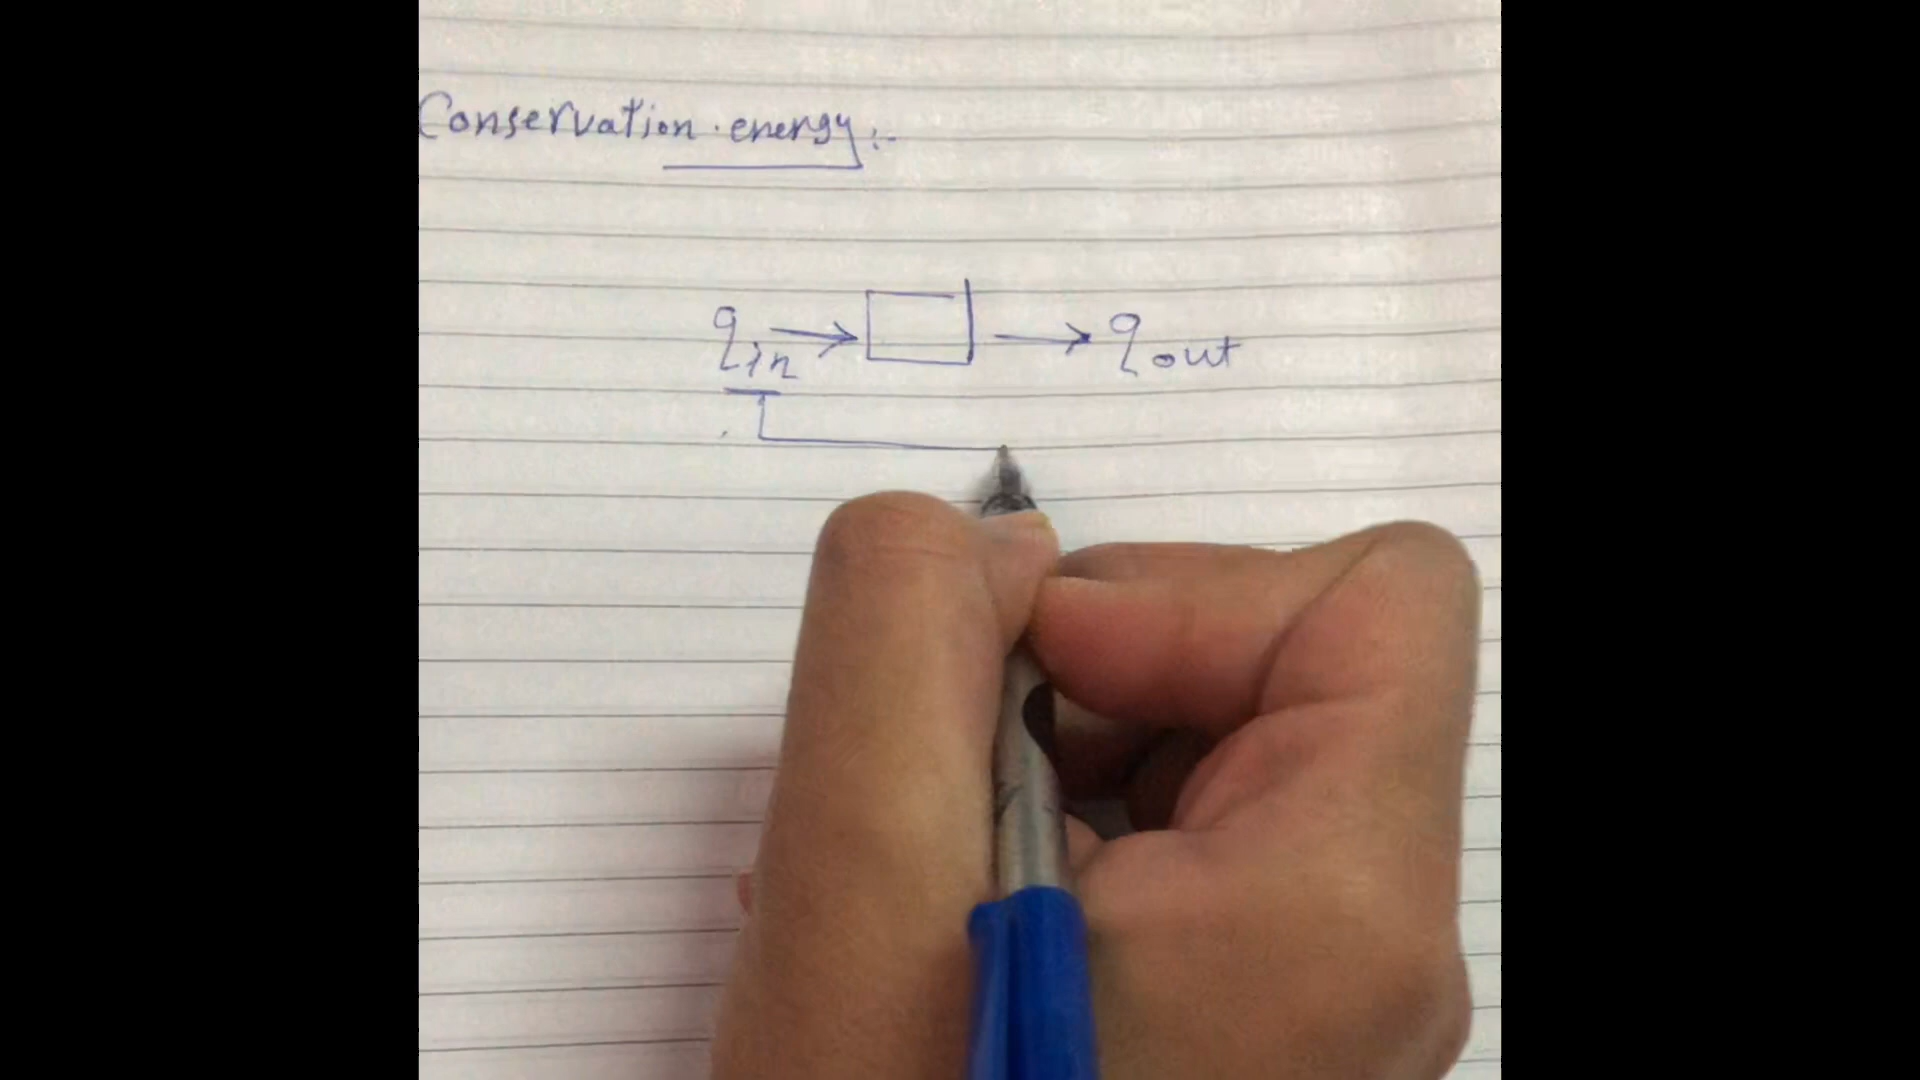 Conservation energy :-
qin → □ → qout